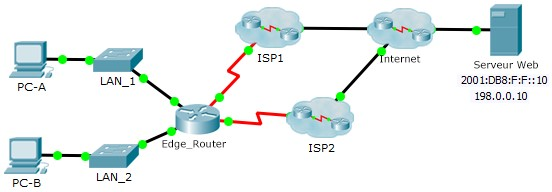 ISP1
Internet
Serveur Web
2001:DB8:F:F::10
198.0.0.10
PC-A
LAN_1
Edge_Router
ISP2
PC-B
LAN_2